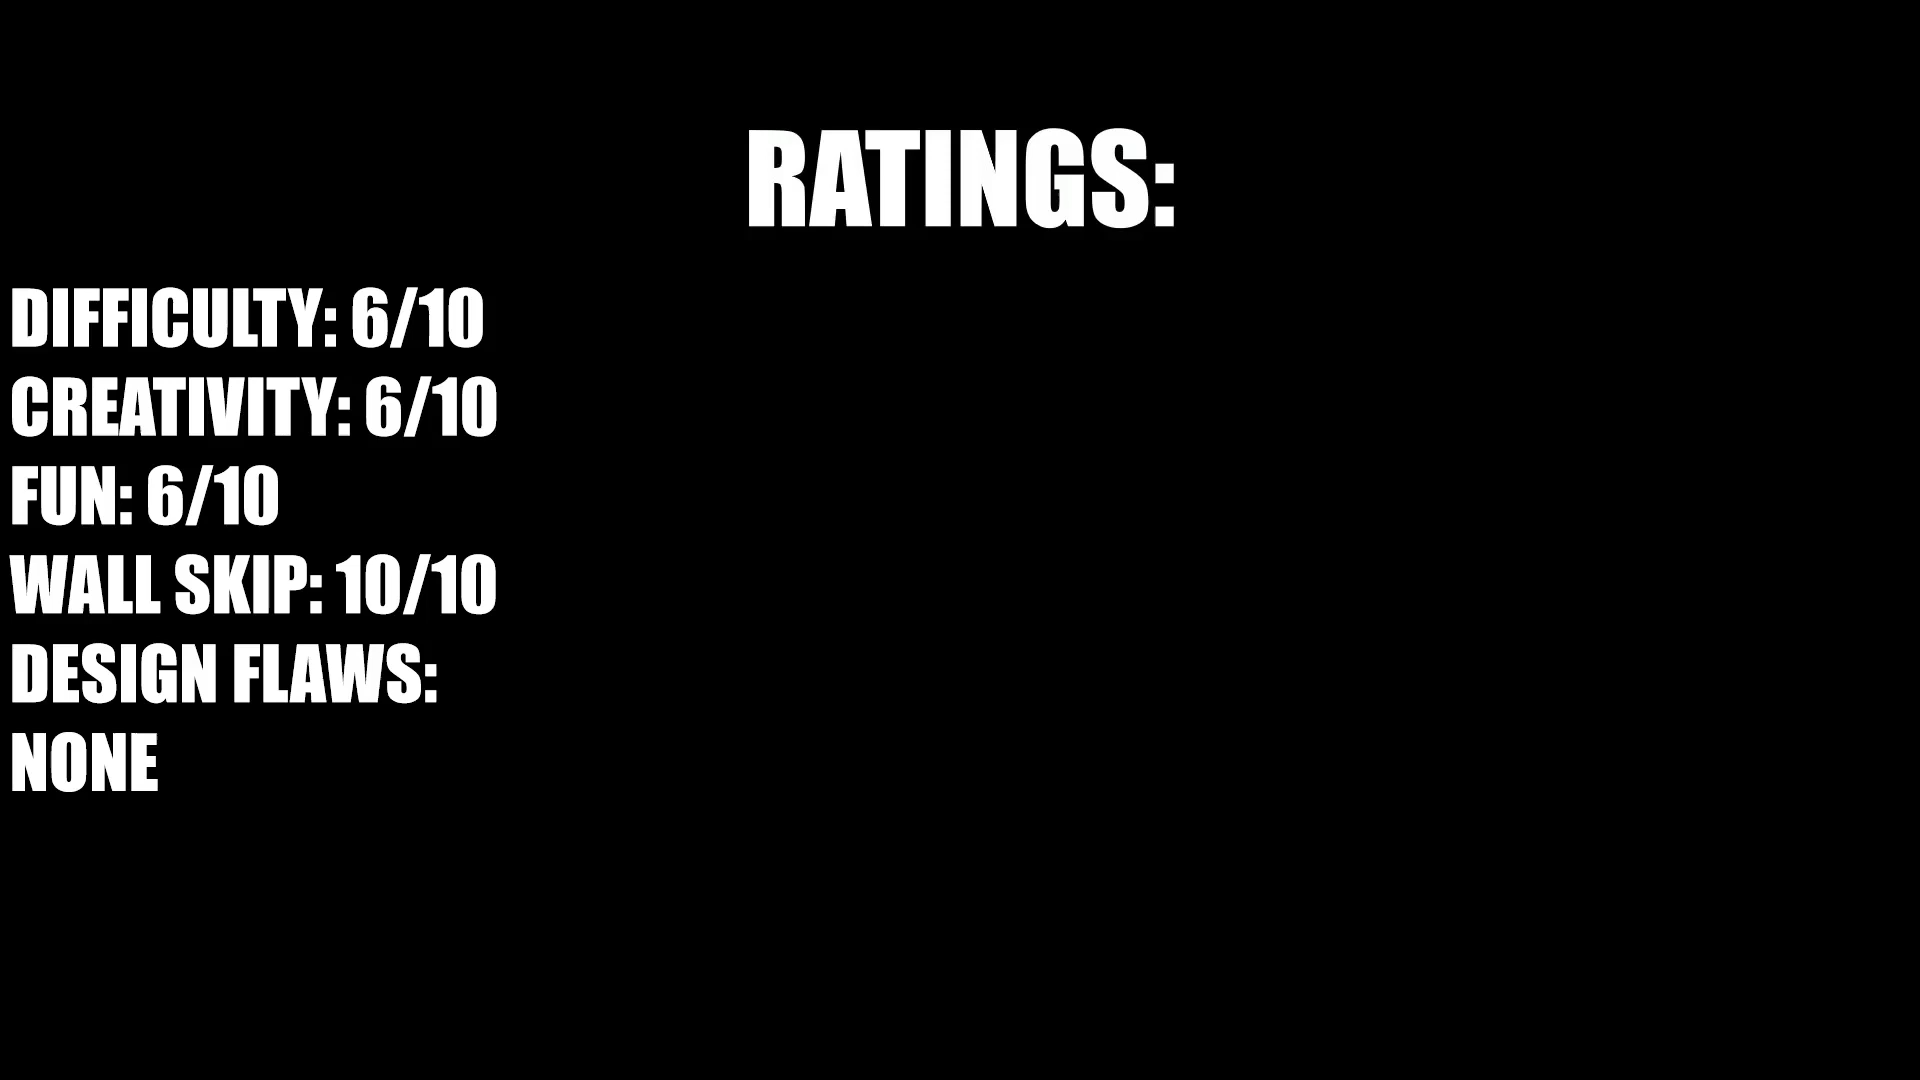 RATINGS:
DIFFICULTY: 6/10
CREATIVITY: 6/10
FUN: 6/10
WALL SKIP: 10/10
DESIGN FLAWS:
NONE